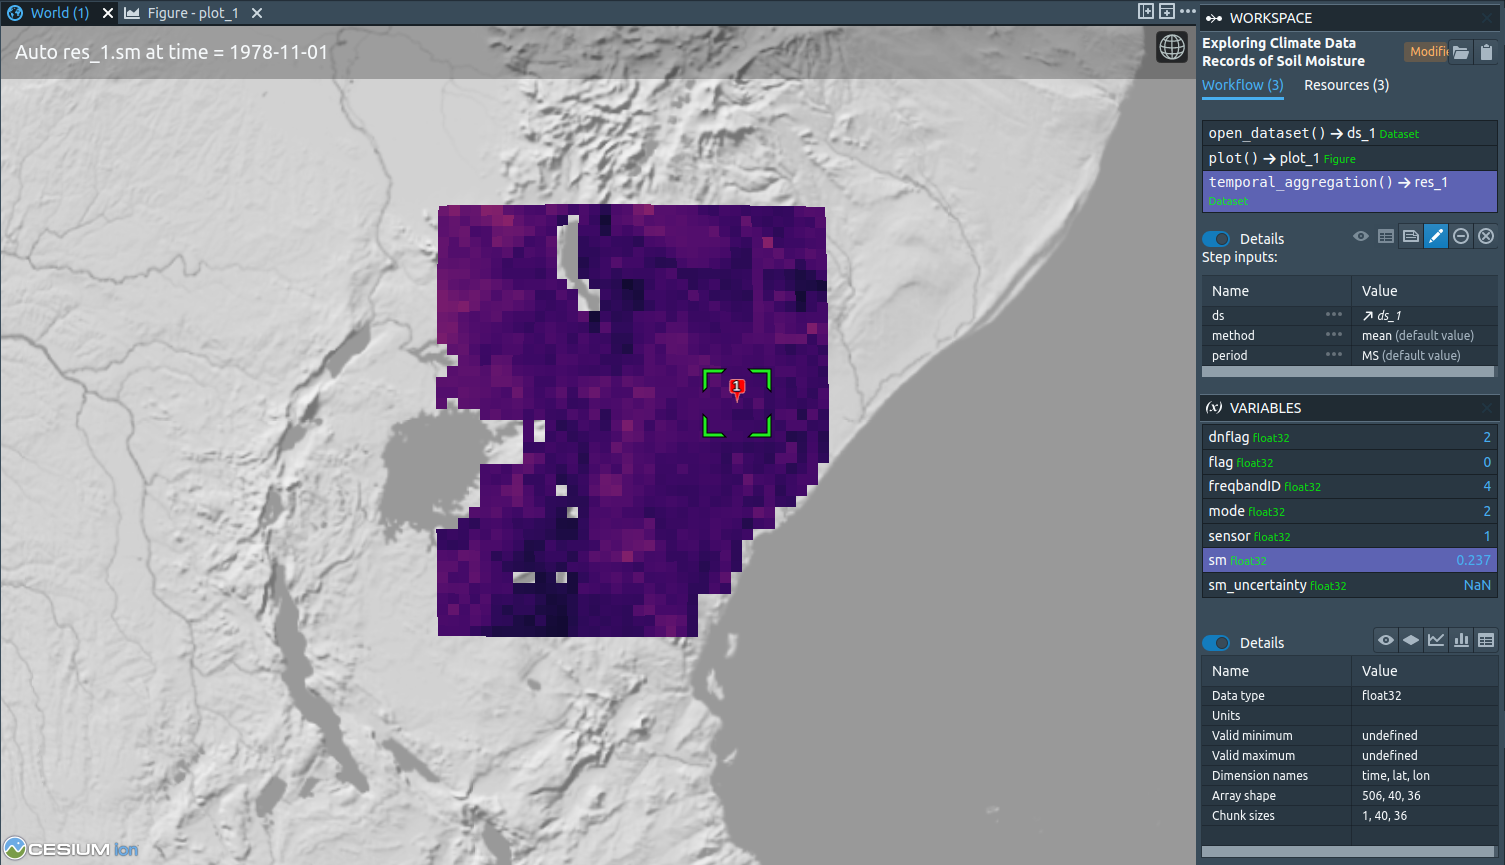 World (1)
Figure - plot_1
Auto res_1.sm at time = 1978-11-01
1
CESIUM ion
WORKSPACE
Exploring Climate Data
Records of Soil Moisture
Modifie
Workflow (3) Resources (3)
open_dataset() → ds_1 Dataset
plot() → plot_1 Figure
temporal_aggregation() → res_1
Dataset
Details
Step inputs:
Name Value
ds ds_1
method mean (default value)
period MS (default value)
(x) VARIABLES
dnflag float32 2
flag float32 0
freqbandID float32 4
mode float32 2
sensor float32 1
sm float32 0.237
sm_uncertainty float32 NaN
Details
Name Value
Data type float32
Units
Valid minimum undefined
Valid maximum undefined
Dimension names time, lat, lon
Array shape 506, 40, 36
Chunk sizes 1, 40, 36